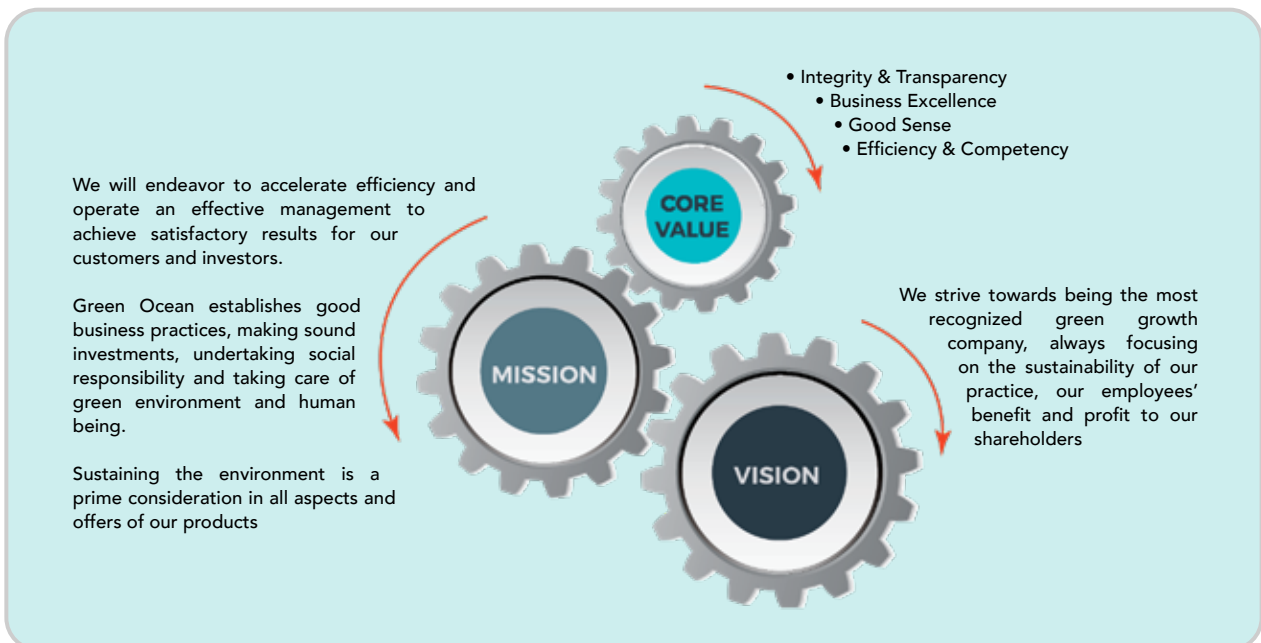 • Integrity & Transparency
• Business Excellence
• Good Sense
• Efficiency & Competency
CORE
VALUE
We will endeavor to accelerate efficiency and
operate an effective management to
achieve satisfactory results for our
customers and investors.
Green Ocean establishes good
business practices, making sound
investments, undertaking social
responsibility and taking care of
green environment and human
being.
Sustaining the environment is a
prime consideration in all aspects and
offers of our products
MISSION
We strive towards being the most
recognized green growth
company, always focusing
on the sustainability of our
practice, our employees’
benefit and profit to our
shareholders
VISION